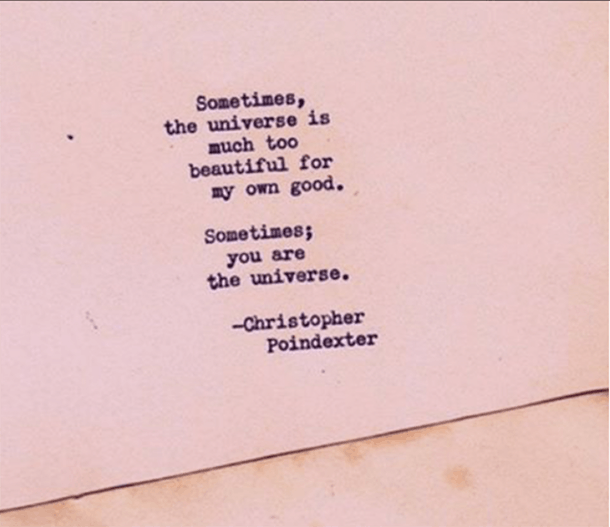 Sometimes,
the universe is
much too
beautiful for
my own good.
Sometimes;
you are
the universe.
—Christopher
Poindexter